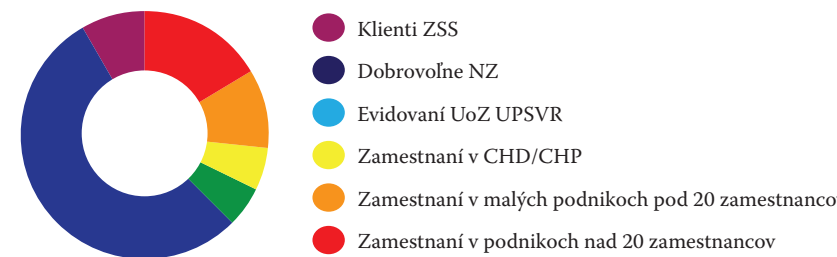 Klienti ZSS
Dobrovoľne NZ
Evidovaní UoZ UPSVR
Zamestnaní v CHD/CHP
Zamestnaní v malých podnikoch pod 20 zamestnanco
Zamestnaní v podnikoch nad 20 zamestnancov